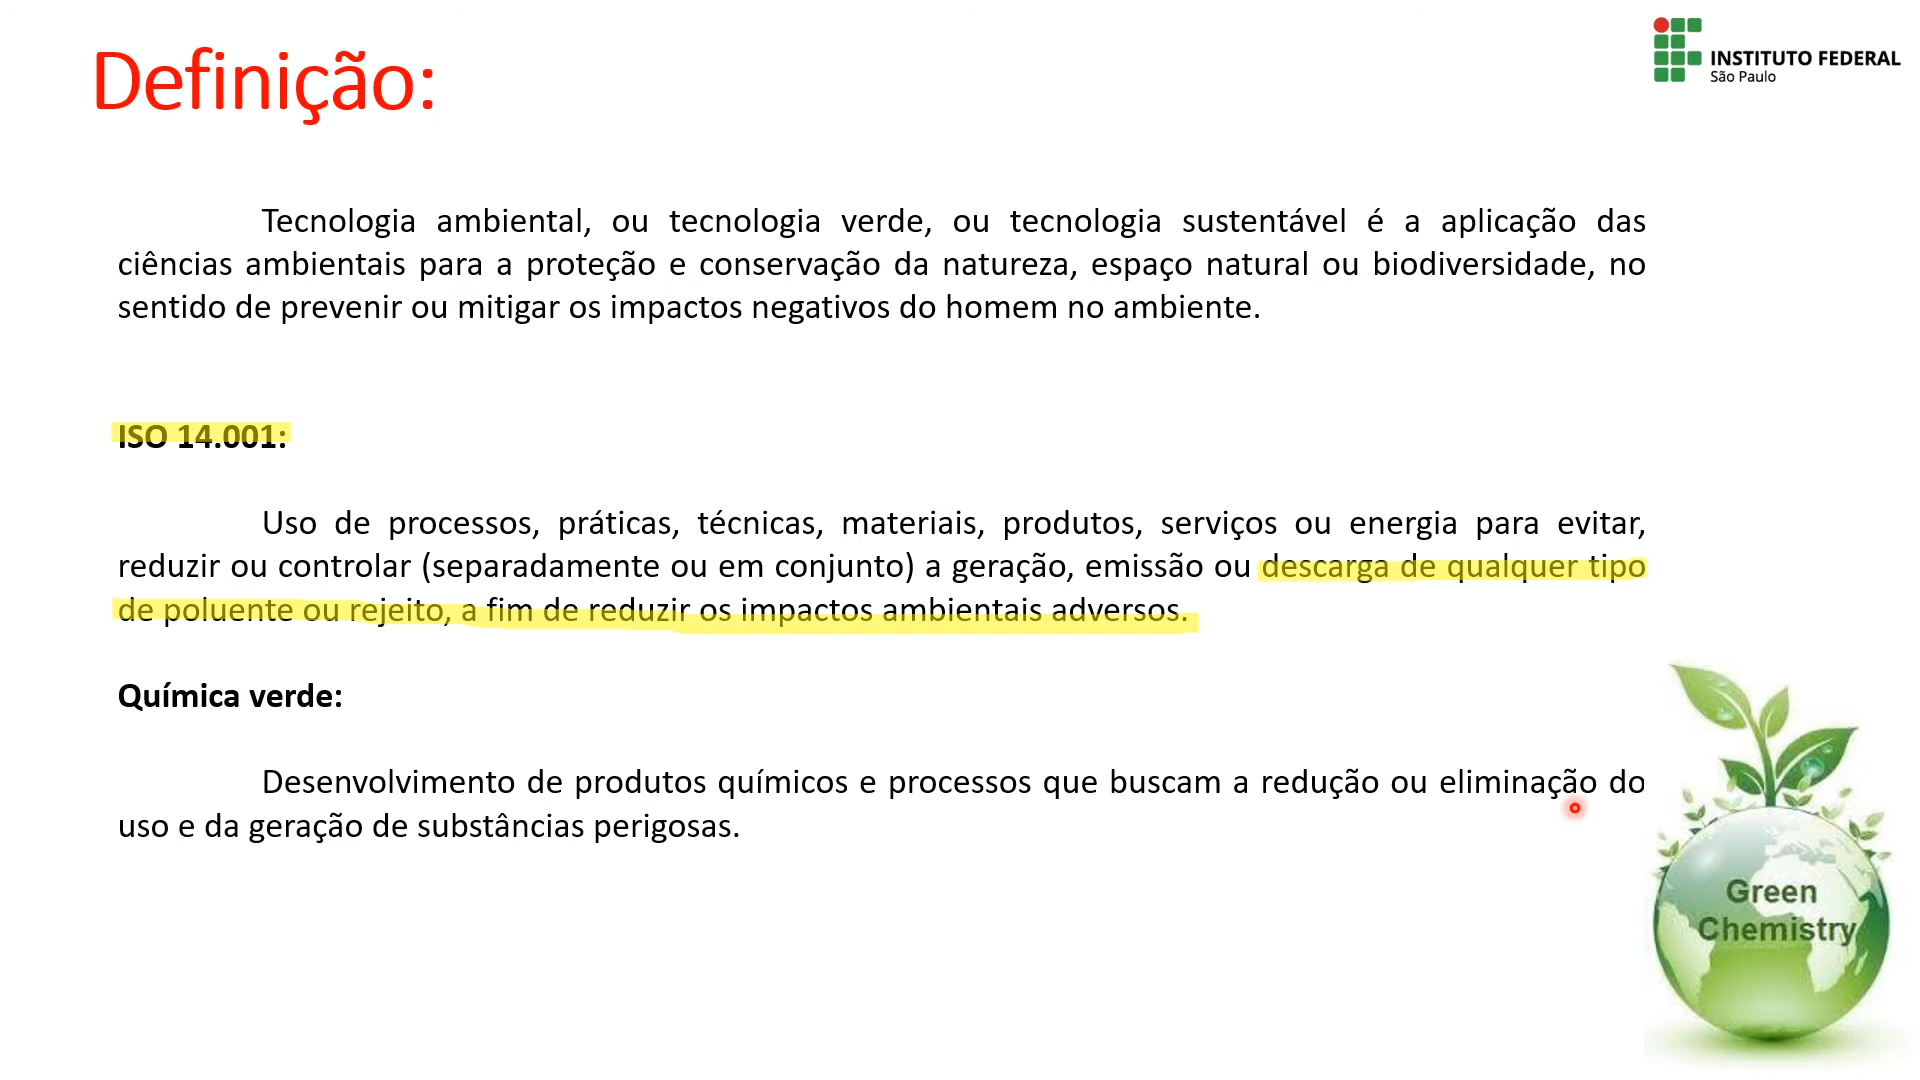 Definição:
INSTITUTO FEDERAL
São Paulo
Tecnologia ambiental, ou tecnologia verde, ou tecnologia sustentável é a aplicação das
ciências ambientais para a proteção e conservação da natureza, espaço natural ou biodiversidade, no
sentido de prevenir ou mitigar os impactos negativos do homem no ambiente.
ISO 14.001:
Uso de processos, práticas, técnicas, materiais, produtos, serviços ou energia para evitar,
reduzir ou controlar (separadamente ou em conjunto) a geração, emissão ou descarga de qualquer tipo
de poluente ou rejeito, a fim de reduzir os impactos ambientais adversos.
Química verde:
Desenvolvimento de produtos químicos e processos que buscam a redução ou eliminação do
uso e da geração de substâncias perigosas.
Green
Chemistry